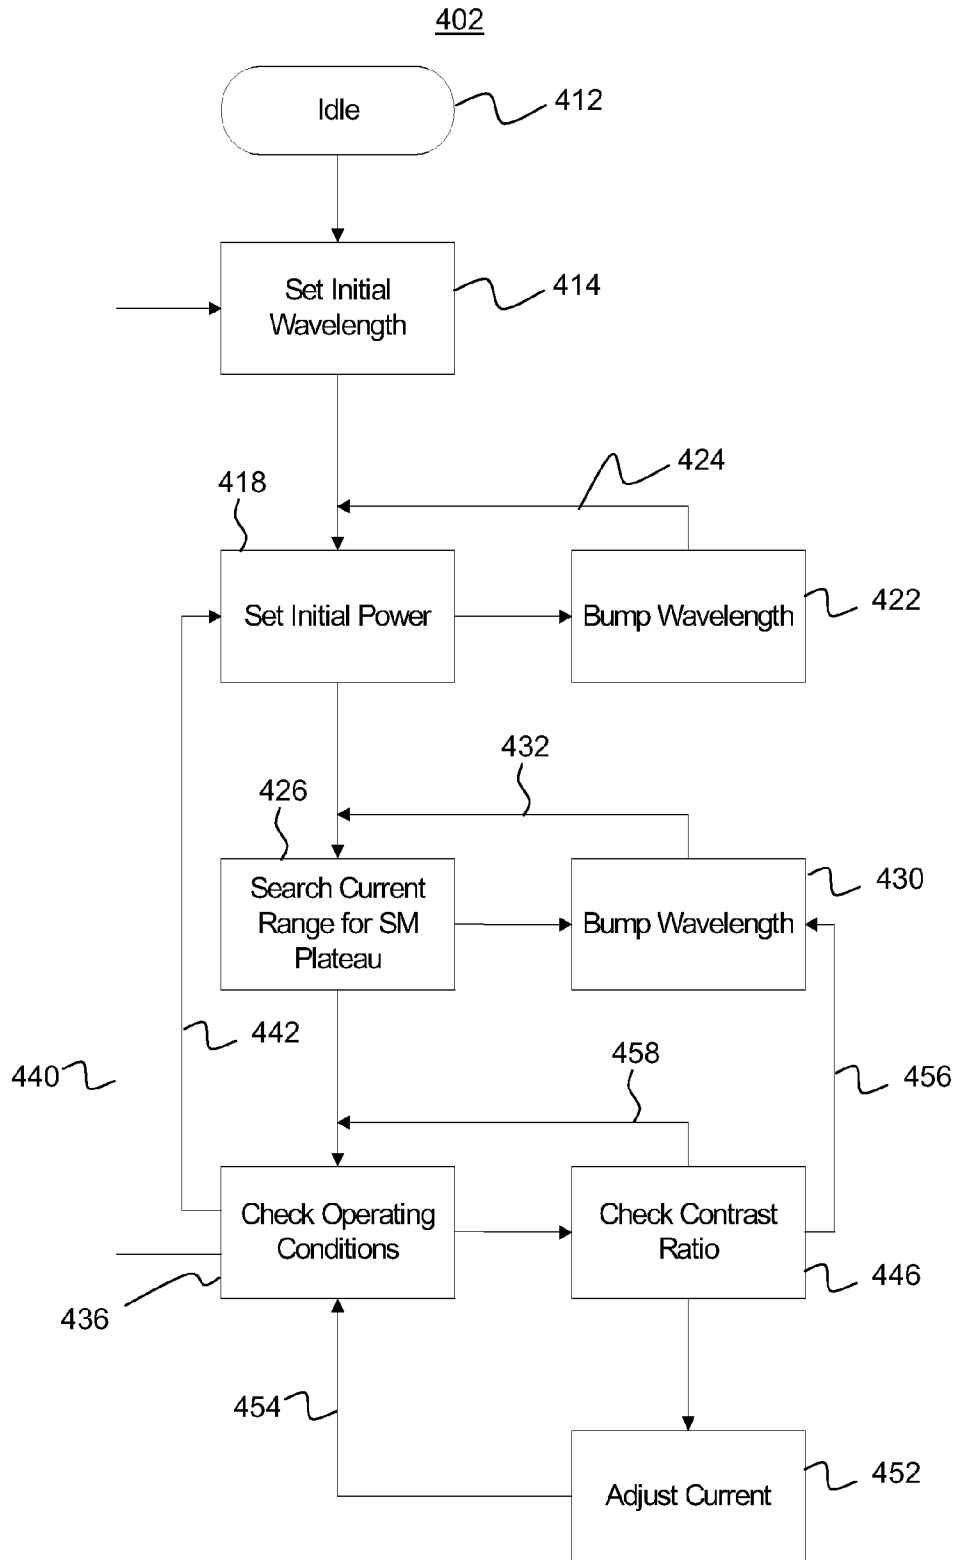 402
Idle
412
Set Initial
Wavelength
414
424
418
Set Initial Power
Bump Wavelength
422
432
426
Search Current
Range for SM
Plateau
Bump Wavelength
430
442
440
458
456
Check Operating
Conditions
Check Contrast
Ratio
446
436
454
Adjust Current
452